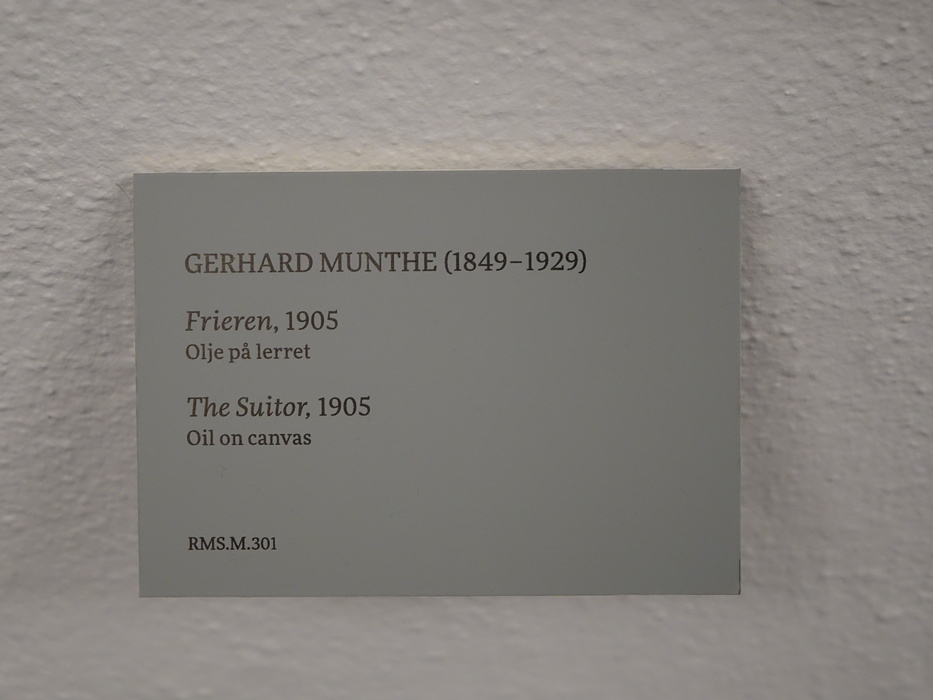 GERHARD MUNTHE (1849–1929)
Frieren, 1905
Olje på lerret
The Suitor, 1905
Oil on canvas
RMS.M.301